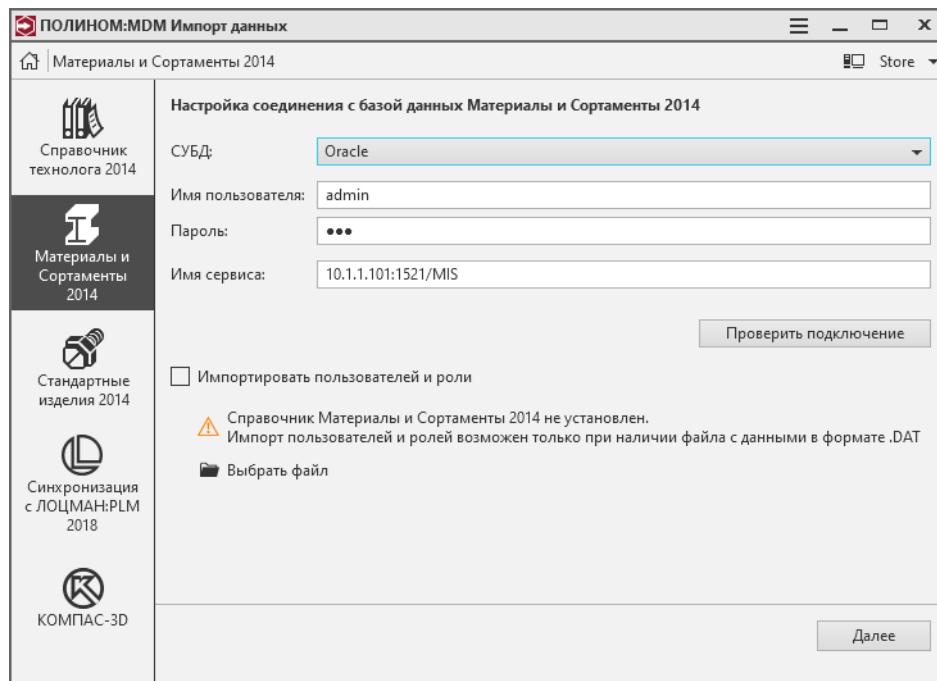 ПОЛИНОМ:MDM Импорт данных
Материалы и Сортаменты 2014
Store
Справочник
технолога 2014
Материалы и
Сортаменты
2014
Стандартные
изделия 2014
Синхронизация
с ЛОЦМАН:PLM
2018
КОМПАС-3D
Настройка соединения с базой данных Материалы и Сортаменты 2014
СУБД:
Oracle
Имя пользователя:
admin
Пароль:
•••
Имя сервиса:
10.1.1.101:1521/MIS
Проверить подключение
Импортировать пользователей и роли
Справочник Материалы и Сортаменты 2014 не установлен.
Импорт пользователей и ролей возможен только при наличии файла с данными в формате .DAT
Выбрать файл
Далее